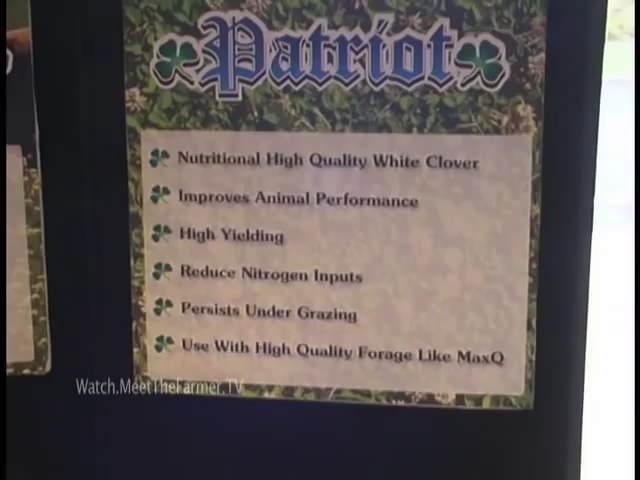 Patriot
Nutritional High Quality White Clover
Improves Animal Performance
High Yielding
Reduce Nitrogen Inputs
Persists Under Grazing
Use With High Quality Forage Like MaxQ
Watch.MeetTheFarmer.TV